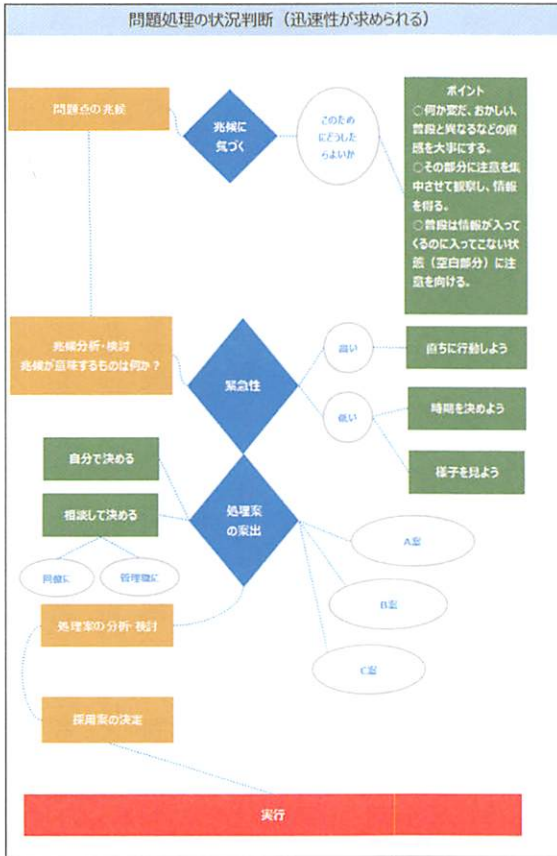 問題処理の状況判断（迅速性が求められる）
問題点の兆候
兆候に
気づく
このため
にどうした
らよいか
ポイント
○何か変だ、おかしい、
普段と異なるなどの直
感を大事にする。
○その部分に注意を集
中させて観察し、情報
を得る。
○普段は情報が入って
くるのに入ってこない状
態（空白部分）に注
意を向ける。
兆候分析・検討
兆候が意味するものは何か？
緊急性
高い
直ちに行動しよう
低い
時期を決めよう
様子を見よう
自分で決める
相談して決める
同僚に
管理職に
処理案
の案出
A案
B案
C案
処理案の分析・検討
採用案の決定
実行